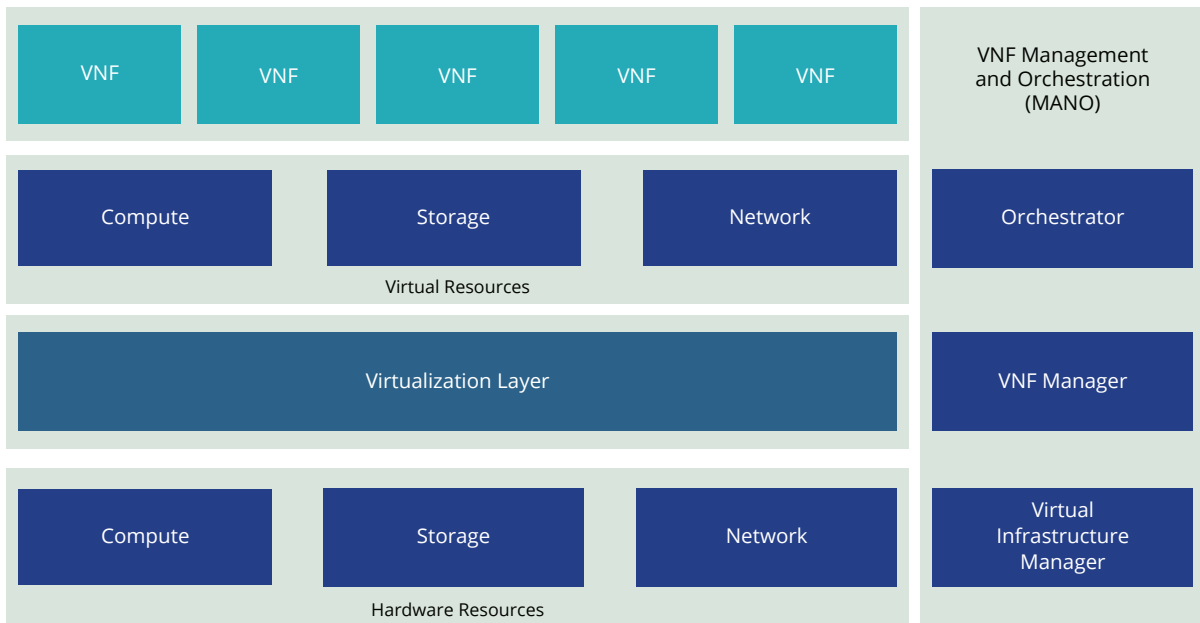 VNF
VNF
VNF
VNF
VNF
Compute
Storage
Network
Virtual Resources
Virtualization Layer
Compute
Storage
Network
Hardware Resources
VNF Management
and Orchestration
(MANO)
Orchestrator
VNF Manager
Virtual
Infrastructure
Manager